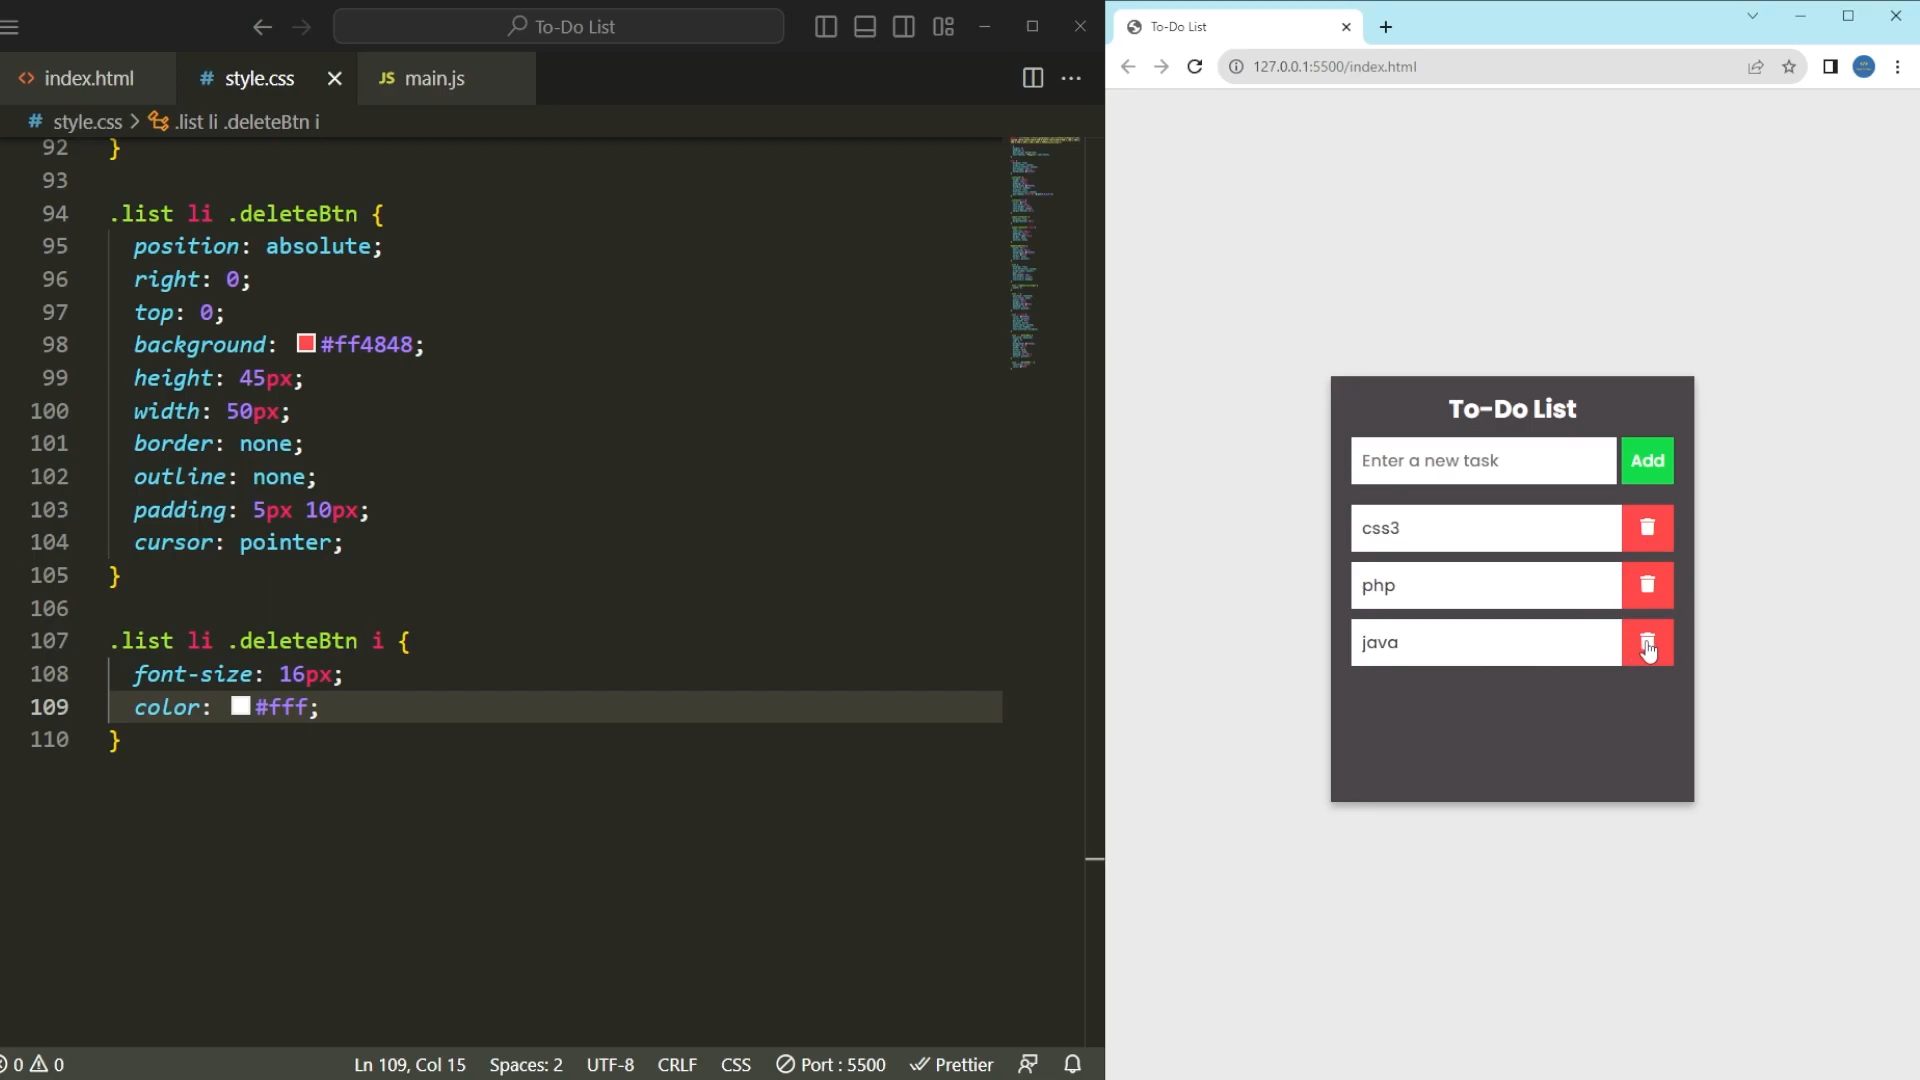 To-Do List
index.html
# style.css
JS main.js
# style.css > .list li .deleteBtn i
92 }
93
94 .list li .deleteBtn {
95 position: absolute;
96 right: 0;
97 top: 0;
98 background: #ff4848;
99 height: 45px;
100 width: 50px;
101 border: none;
102 outline: none;
103 padding: 5px 10px;
104 cursor: pointer;
105 }
106
107 .list li .deleteBtn i {
108 font-size: 16px;
109 color: #fff;
110 }
0 0
Ln 109, Col 15
Spaces: 2
UTF-8
CRLF
CSS
Port : 5500
Prettier
To-Do List
127.0.0.1:5500/index.html
To-Do List
Enter a new task
Add
css3
php
java